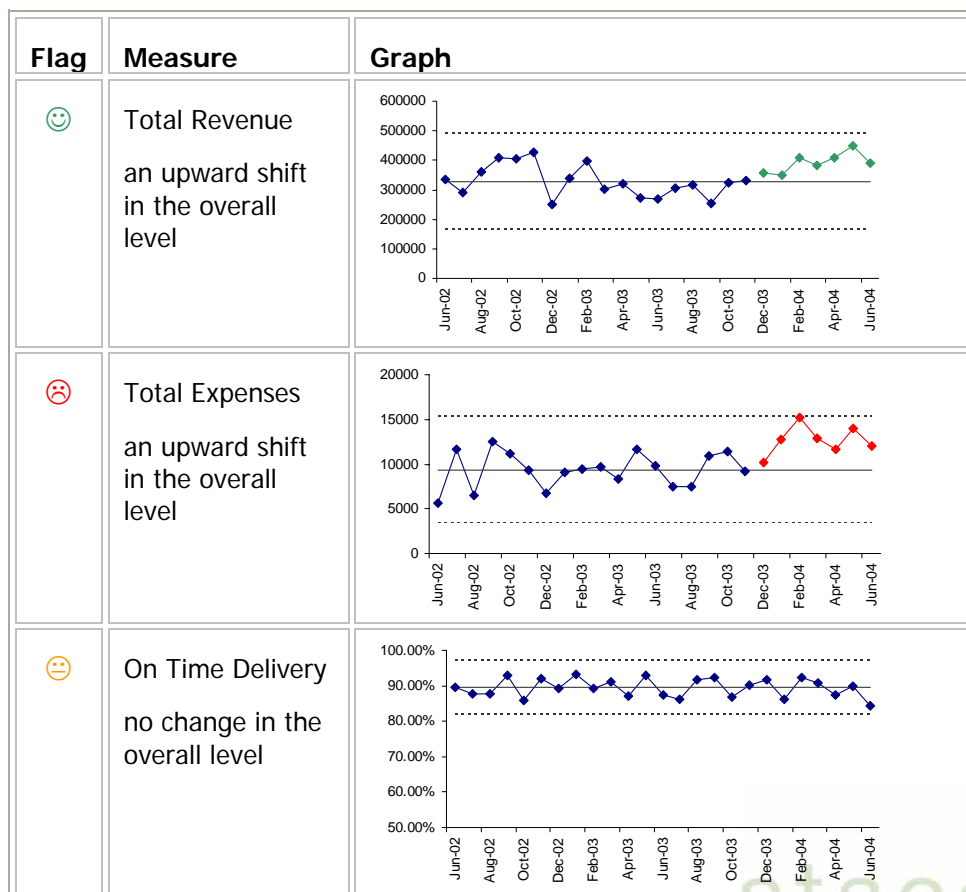 Flag Measure Graph
Total Revenue
an upward shift
in the overall
level
600000
500000
400000
300000
200000
100000
0
Jun-02 Aug-02 Oct-02 Dec-02 Feb-03 Apr-03 Jun-03 Aug-03 Oct-03 Dec-03 Feb-04 Apr-04 Jun-04
Total Expenses
an upward shift
in the overall
level
20000
15000
10000
5000
0
Jun-02 Aug-02 Oct-02 Dec-02 Feb-03 Apr-03 Jun-03 Aug-03 Oct-03 Dec-03 Feb-04 Apr-04 Jun-04
On Time Delivery
no change in the
overall level
100.00%
90.00%
80.00%
70.00%
60.00%
50.00%
Jun-02 Aug-02 Oct-02 Dec-02 Feb-03 Apr-03 Jun-03 Aug-03 Oct-03 Dec-03 Feb-04 Apr-04 Jun-04